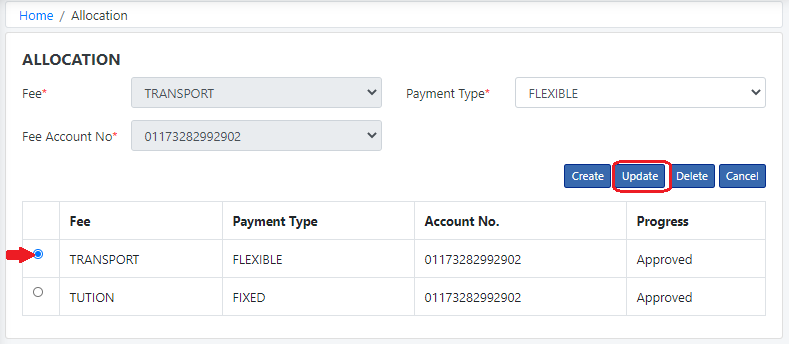 Home / Allocation
ALLOCATION
Fee* TRANSPORT Payment Type* FLEXIBLE
Fee Account No* 01173282992902
Create Update Delete Cancel
Fee Payment Type Account No. Progress
TRANSPORT FLEXIBLE 01173282992902 Approved
TUTION FIXED 01173282992902 Approved